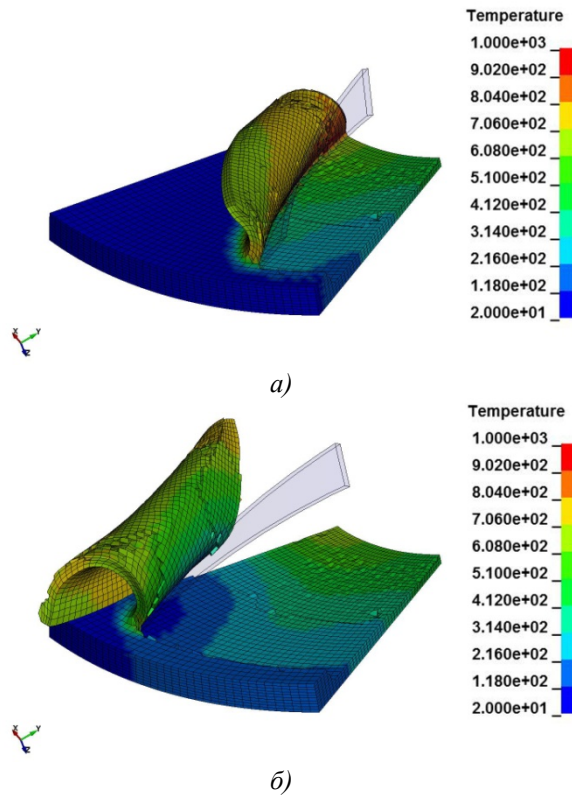 Temperature
1.000e+03
9.020e+02
8.040e+02
7.060e+02
6.080e+02
5.100e+02
4.120e+02
3.140e+02
2.160e+02
1.180e+02
2.000e+01
X
Y
Z
а)
Temperature
1.000e+03
9.020e+02
8.040e+02
7.060e+02
6.080e+02
5.100e+02
4.120e+02
3.140e+02
2.160e+02
1.180e+02
2.000e+01
X
Y
Z
б)